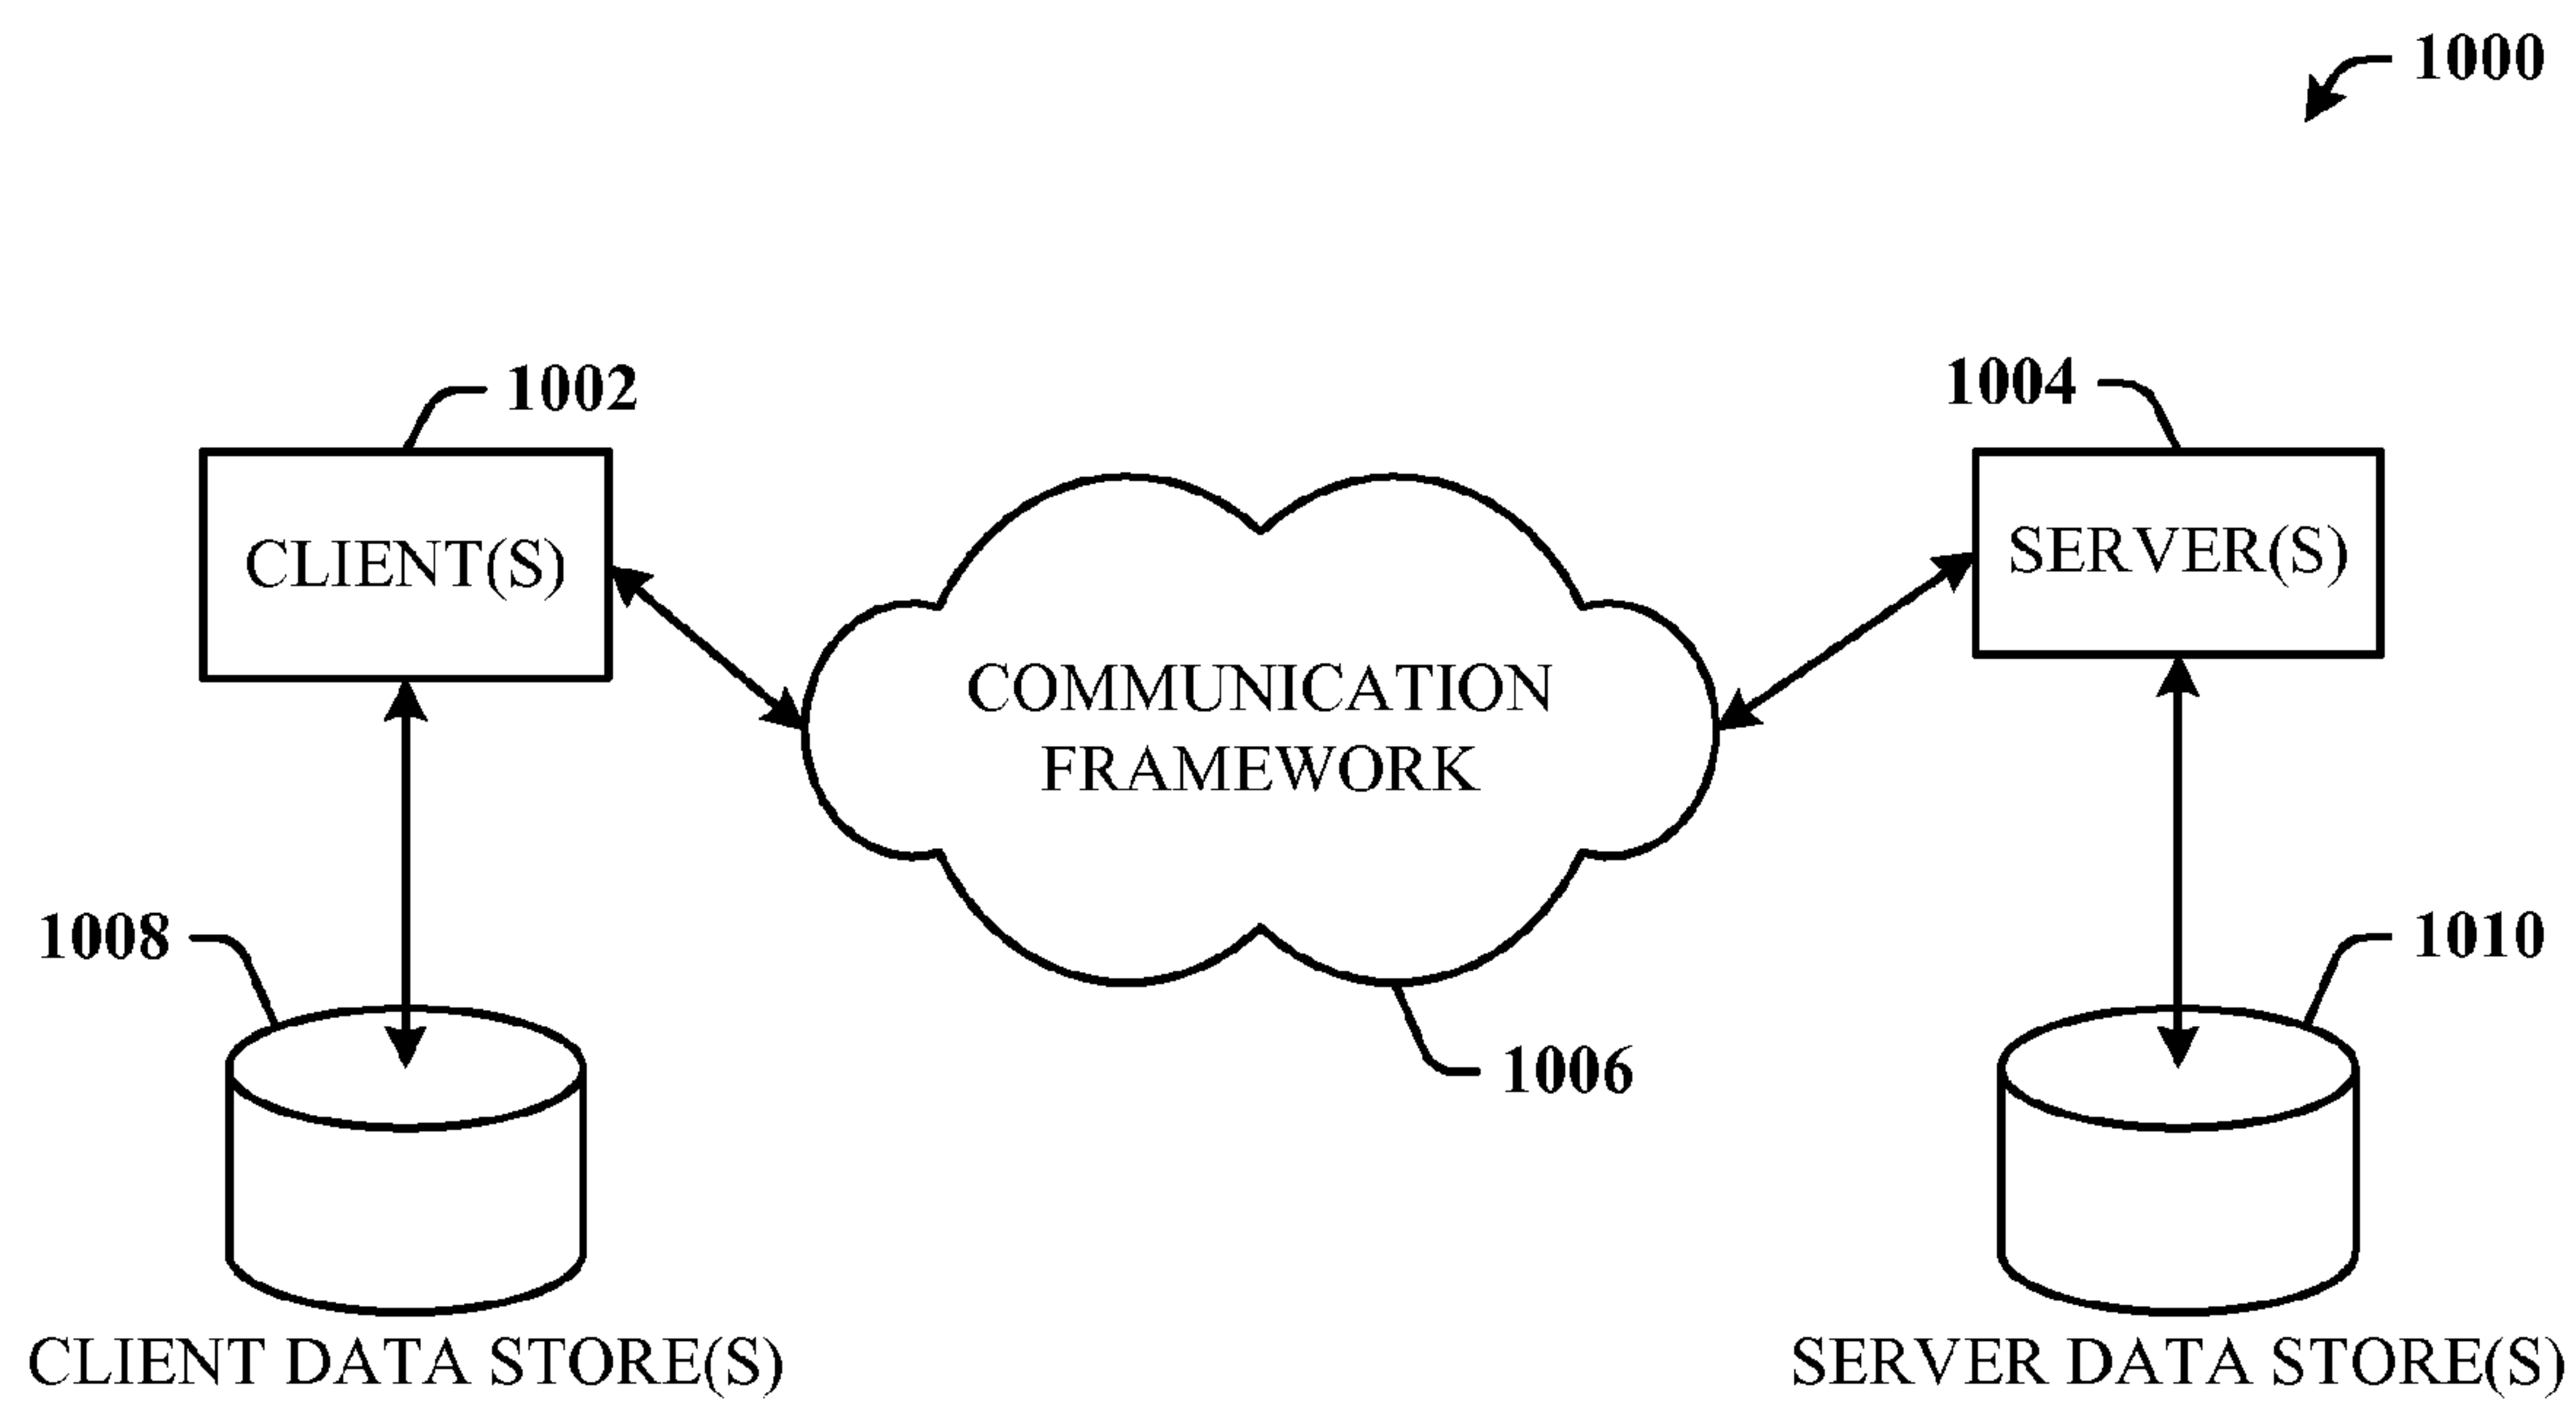 1000
1002
1004
CLIENT(S)
SERVER(S)
COMMUNICATION
FRAMEWORK
1008
1010
1006
CLIENT DATA STORE(S)
SERVER DATA STORE(S)